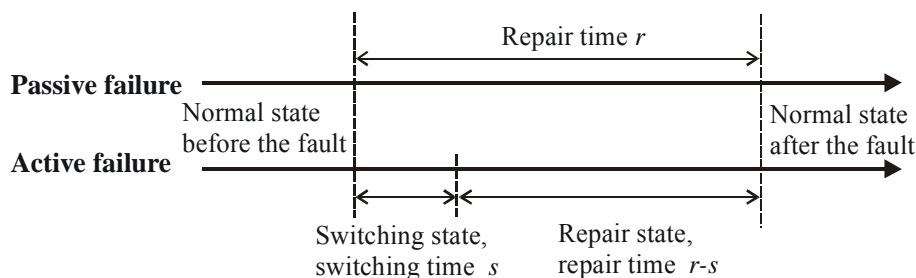 Repair time r
Passive failure
Normal state
before the fault
Normal state
after the fault
Active failure
Switching state,
switching time s
Repair state,
repair time r-s